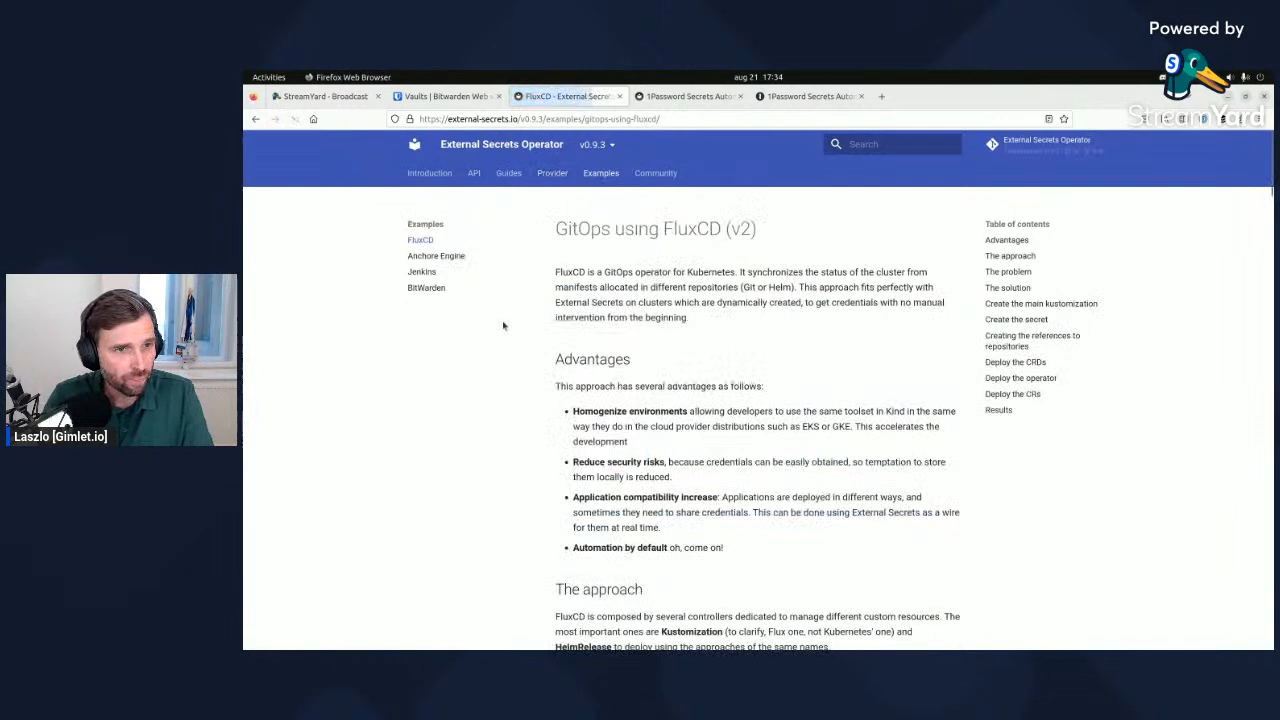 Powered by
StreamYard
Activities
Firefox Web Browser
aug 21 17:34
StreamYard - Broadcast
Vaults | Bitwarden Web
FluxCD - External Secret
1Password Secrets Auto
1Password Secrets Auto
https://external-secrets.io/v0.9.3/examples/gitops-using-fluxcd/
External Secrets Operator
v0.9.3
Search
External Secrets Operator
Introduction
API
Guides
Provider
Examples
Community
Examples
FluxCD
Anchore Engine
Jenkins
BitWarden
GitOps using FluxCD (v2)
FluxCD is a GitOps operator for Kubernetes. It synchronizes the status of the cluster from
manifests allocated in different repositories (Git or Helm). This approach fits perfectly with
External Secrets on clusters which are dynamically created, to get credentials with no manual
intervention from the beginning.
Advantages
This approach has several advantages as follows:
• Homogenize environments allowing developers to use the same toolset in Kind in the same
way they do in the cloud provider distributions such as EKS or GKE. This accelerates the
development
• Reduce security risks, because credentials can be easily obtained, so temptation to store
them locally is reduced.
• Application compatibility increase: Applications are deployed in different ways, and
sometimes they need to share credentials. This can be done using External Secrets as a wire
for them at real time.
• Automation by default oh, come on!
The approach
FluxCD is composed by several controllers dedicated to manage different custom resources. The
most important ones are Kustomization (to clarify, Flux one, not Kubernetes' one) and
HelmRelease to deploy using the approaches of the same names.
Table of contents
Advantages
The approach
The problem
The solution
Create the main kustomization
Create the secret
Creating the references to
repositories
Deploy the CRDs
Deploy the operator
Deploy the CRs
Results
Laszlo [Gimlet.io]